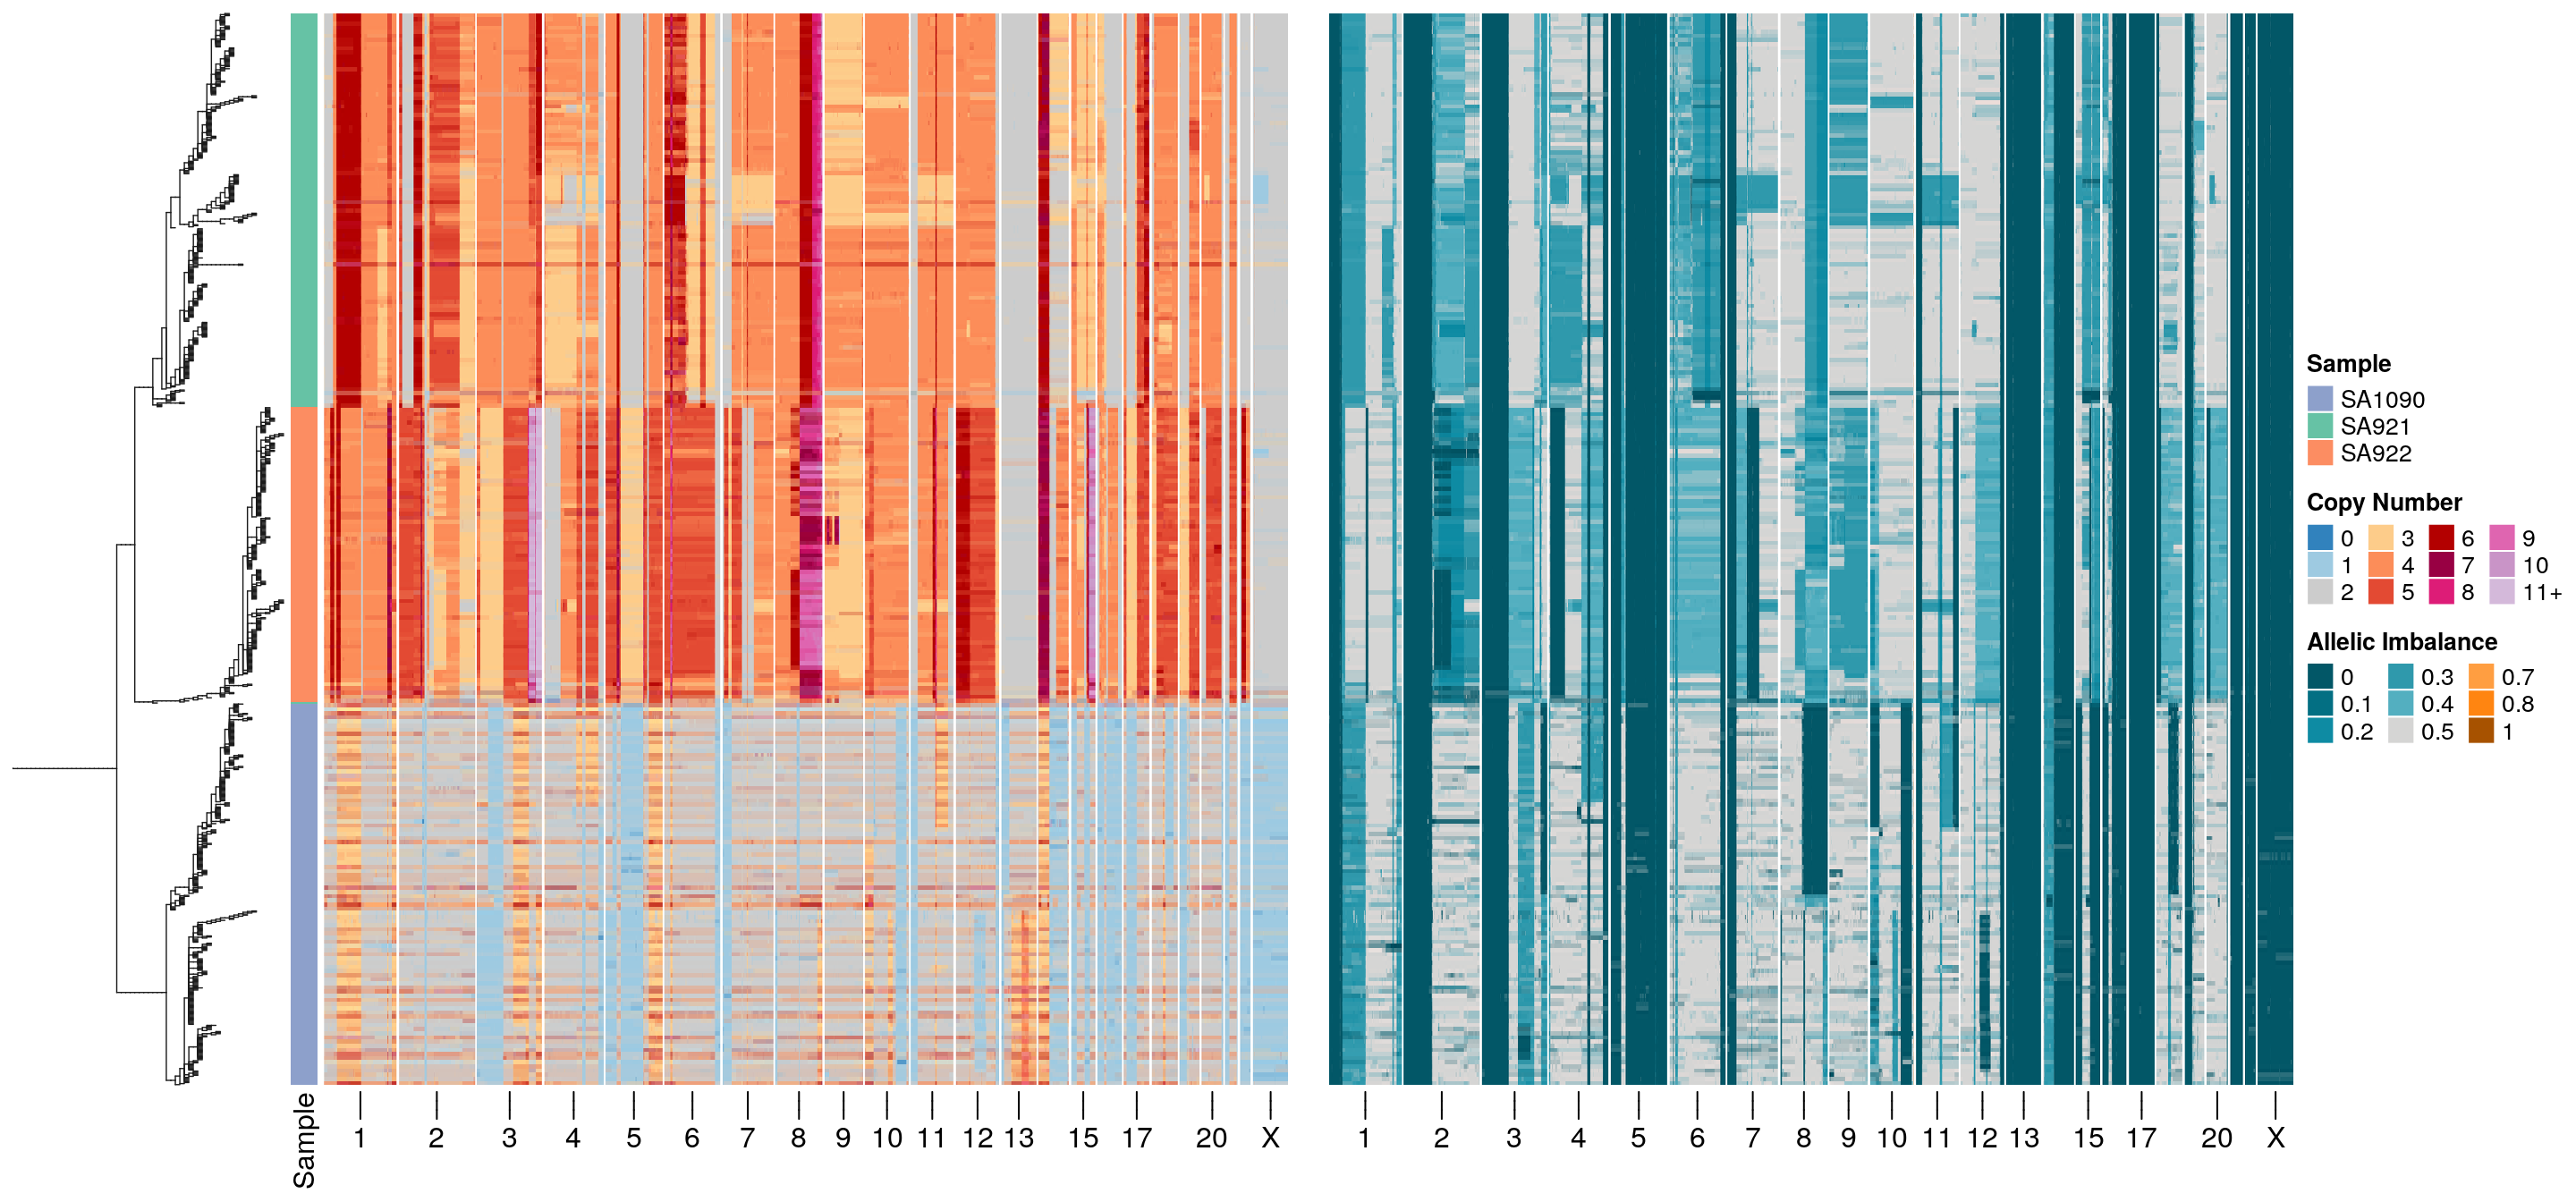 Sample
SA1090
SA921
SA922
Copy Number
0 3 6 9
1 4 7 10
2 5 8 11+
Allelic Imbalance
0 0.3 0.7
0.1 0.4 0.8
0.2 0.5 1
Sample
1 2 3 4 5 6 7 8 9 10 11 12 13 15 17 20 X
1 2 3 4 5 6 7 8 9 10 11 12 13 15 17 20 X